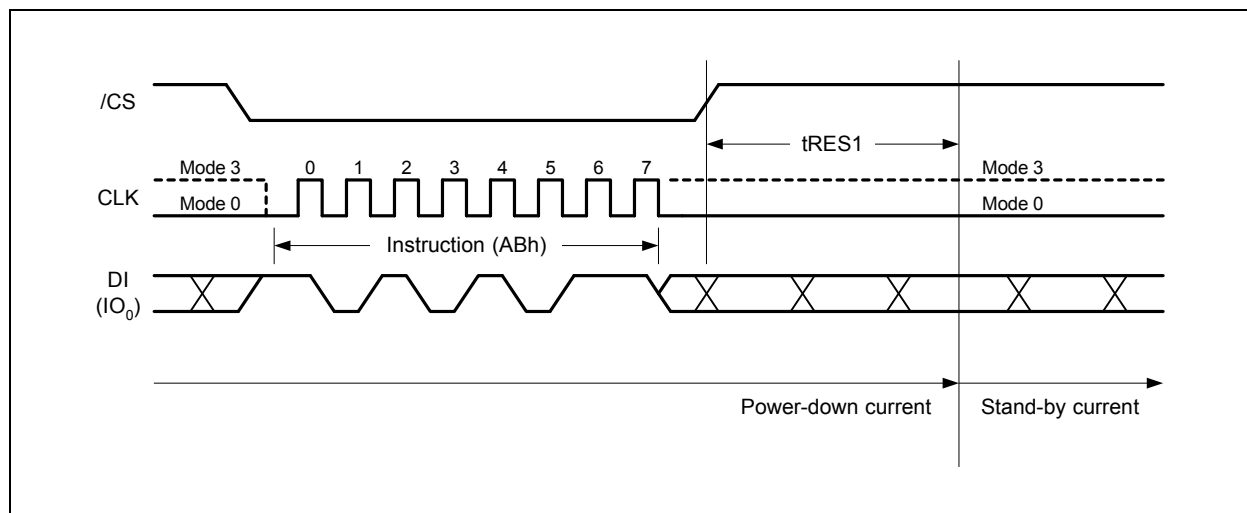 /CS
tRES1
Mode 3 0 1 2 3 4 5 6 7 Mode 3
CLK
Mode 0 Mode 0
Instruction (ABh)
DI
(IO₀)
Power-down current Stand-by current